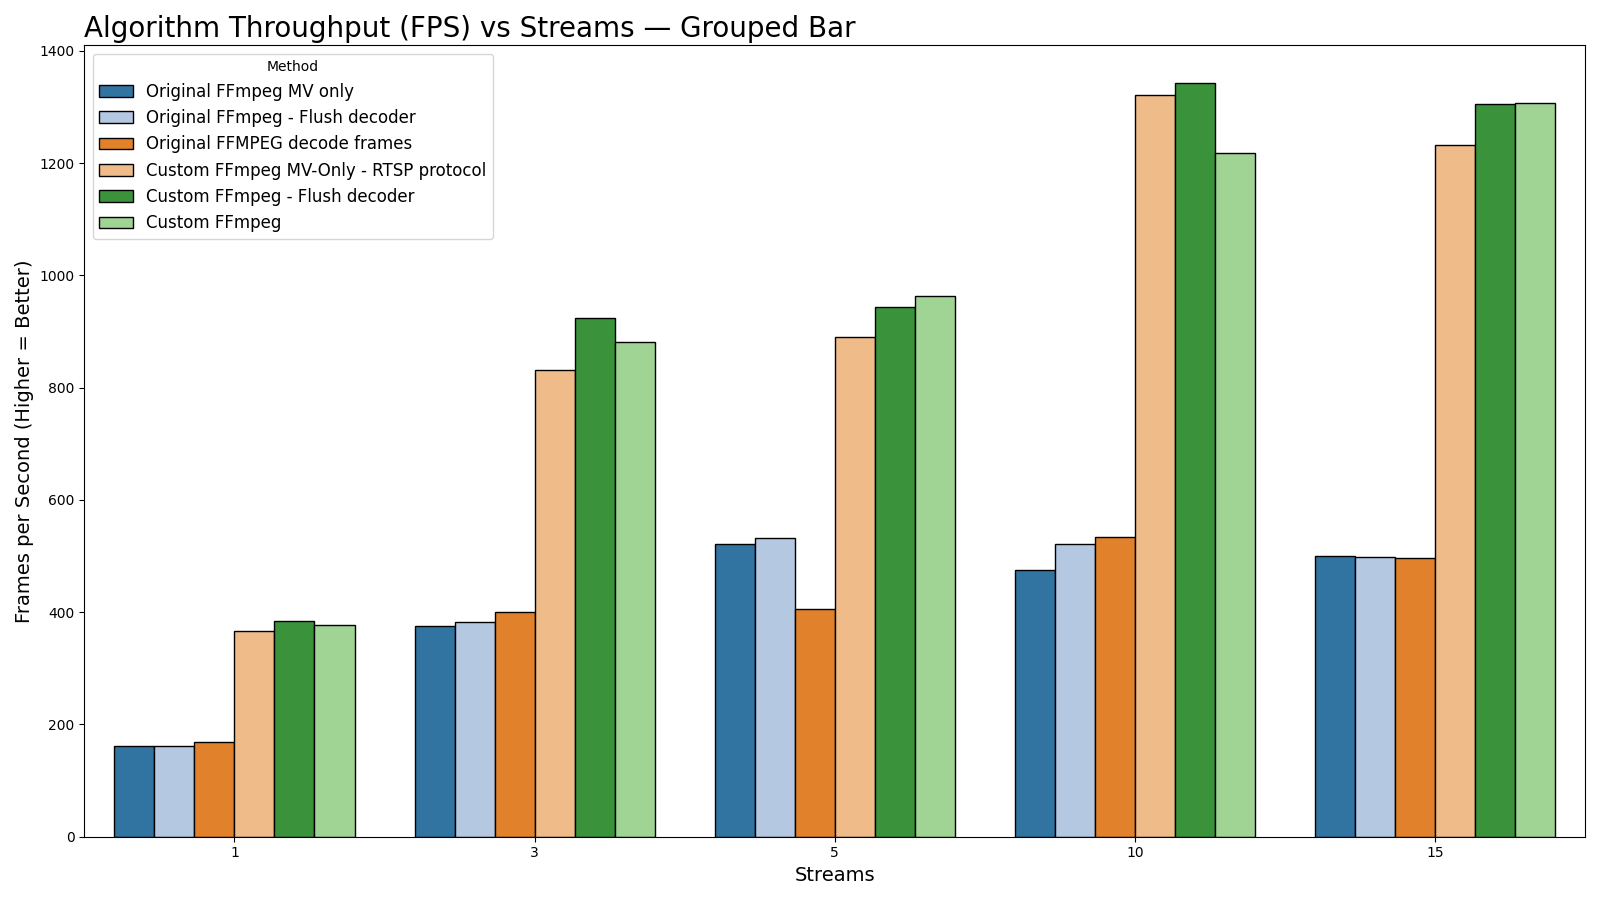 Algorithm Throughput (FPS) vs Streams — Grouped Bar
Method
Original FFmpeg MV only
Original FFmpeg - Flush decoder
Original FFMPEG decode frames
Custom FFmpeg MV-Only - RTSP protocol
Custom FFmpeg - Flush decoder
Custom FFmpeg
Frames per Second (Higher = Better)
1400
1200
1000
800
600
400
200
0
1 3 5 10 15
Streams